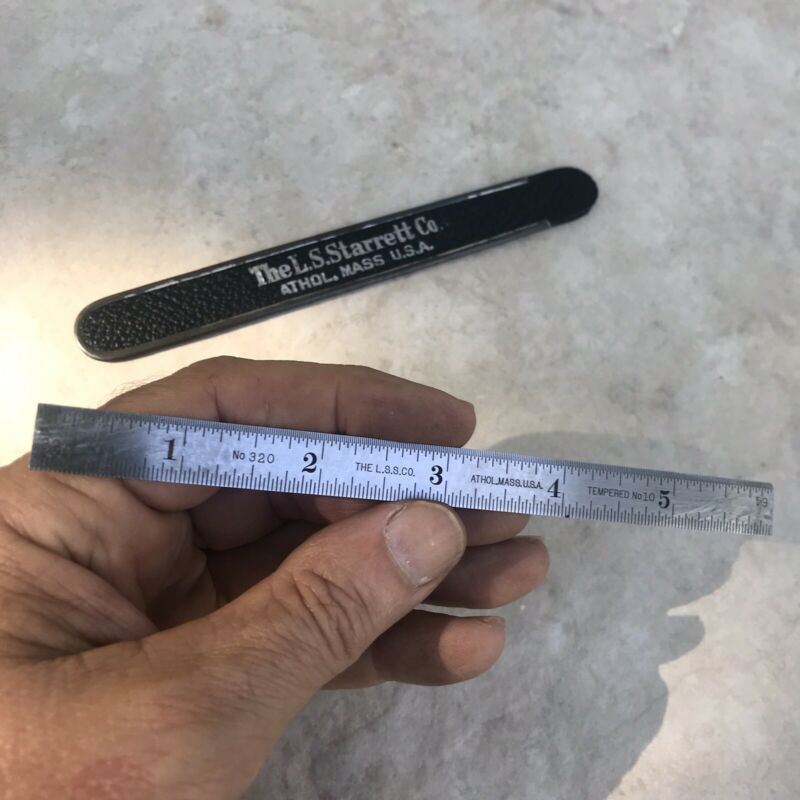 The L.S.Starrett Co.
ATHOL, MASS U.S.A.
1 No 320 2 THE L.S.S.CO. 3 ATHOL,MASS.U.S.A. 4 TEMPERED No10 5